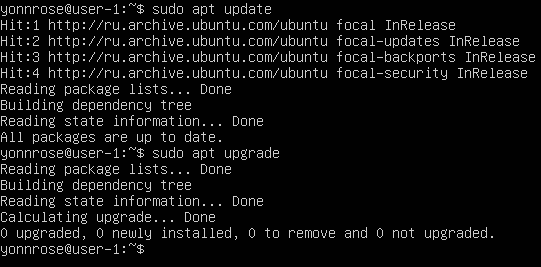 yonnrose@user-1:~$ sudo apt update
Hit:1 http://ru.archive.ubuntu.com/ubuntu focal InRelease
Hit:2 http://ru.archive.ubuntu.com/ubuntu focal-updates InRelease
Hit:3 http://ru.archive.ubuntu.com/ubuntu focal-backports InRelease
Hit:4 http://ru.archive.ubuntu.com/ubuntu focal-security InRelease
Reading package lists... Done
Building dependency tree
Reading state information... Done
All packages are up to date.
yonnrose@user-1:~$ sudo apt upgrade
Reading package lists... Done
Building dependency tree
Reading state information... Done
Calculating upgrade... Done
0 upgraded, 0 newly installed, 0 to remove and 0 not upgraded.
yonnrose@user-1:~$